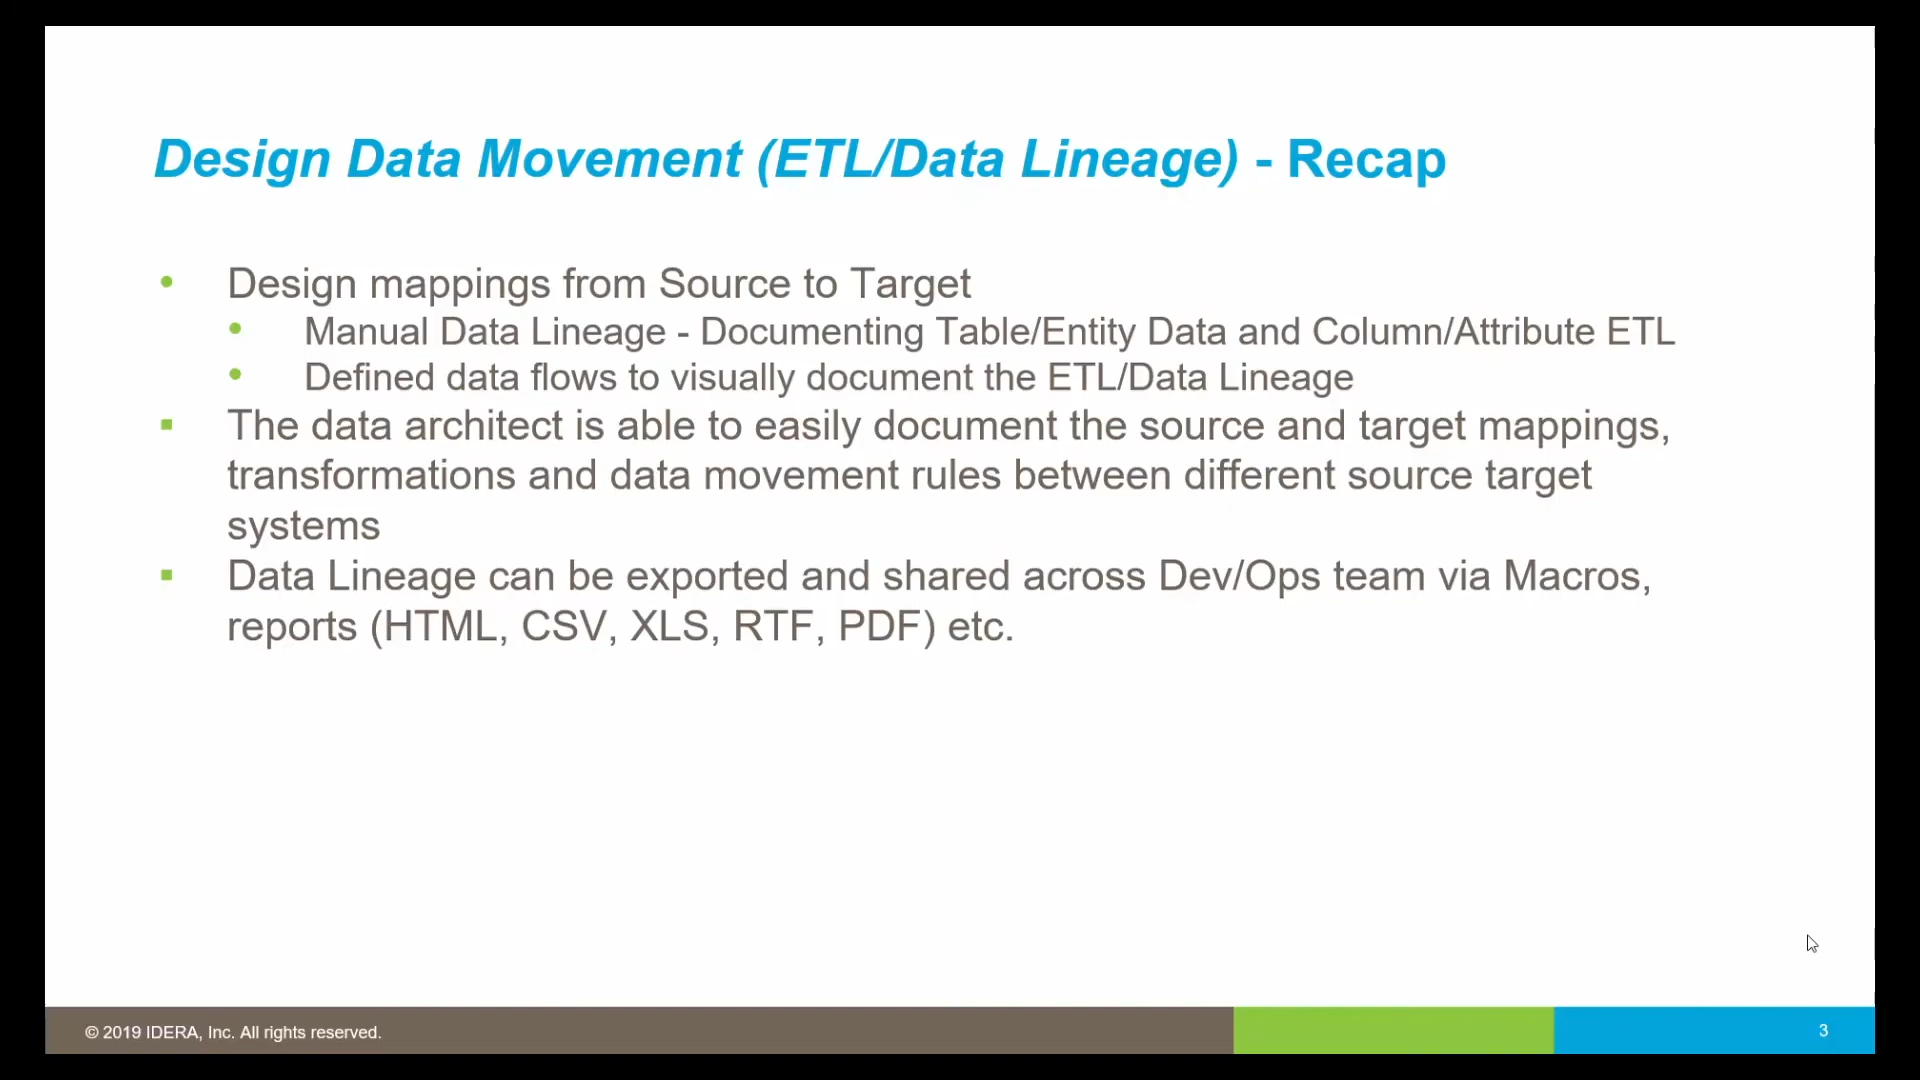 Design Data Movement (ETL/Data Lineage) - Recap
• Design mappings from Source to Target
• Manual Data Lineage - Documenting Table/Entity Data and Column/Attribute ETL
• Defined data flows to visually document the ETL/Data Lineage
▪ The data architect is able to easily document the source and target mappings,
transformations and data movement rules between different source target
systems
▪ Data Lineage can be exported and shared across Dev/Ops team via Macros,
reports (HTML, CSV, XLS, RTF, PDF) etc.
© 2019 IDERA, Inc. All rights reserved.
3